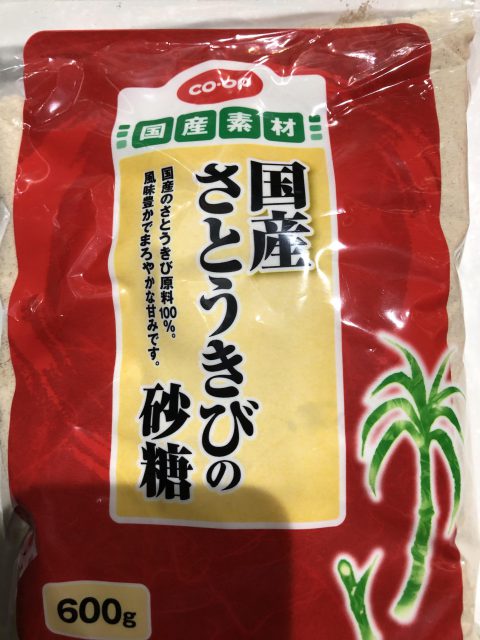 co-op
国産素材
国産
さとうきびの
砂糖
国産のさとうきび原料100%。
風味豊かでまろやかな甘みです。
600g